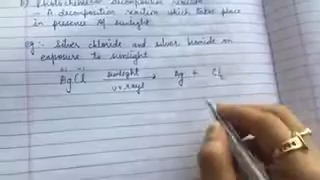 Photochemical decomposition reaction
A decomposition reaction which takes place
in presence of sunlight
eg:- Silver chloride and silver bromide on
exposure to sunlight
AgCl sunlight → Ag + Cl₂
uv rays